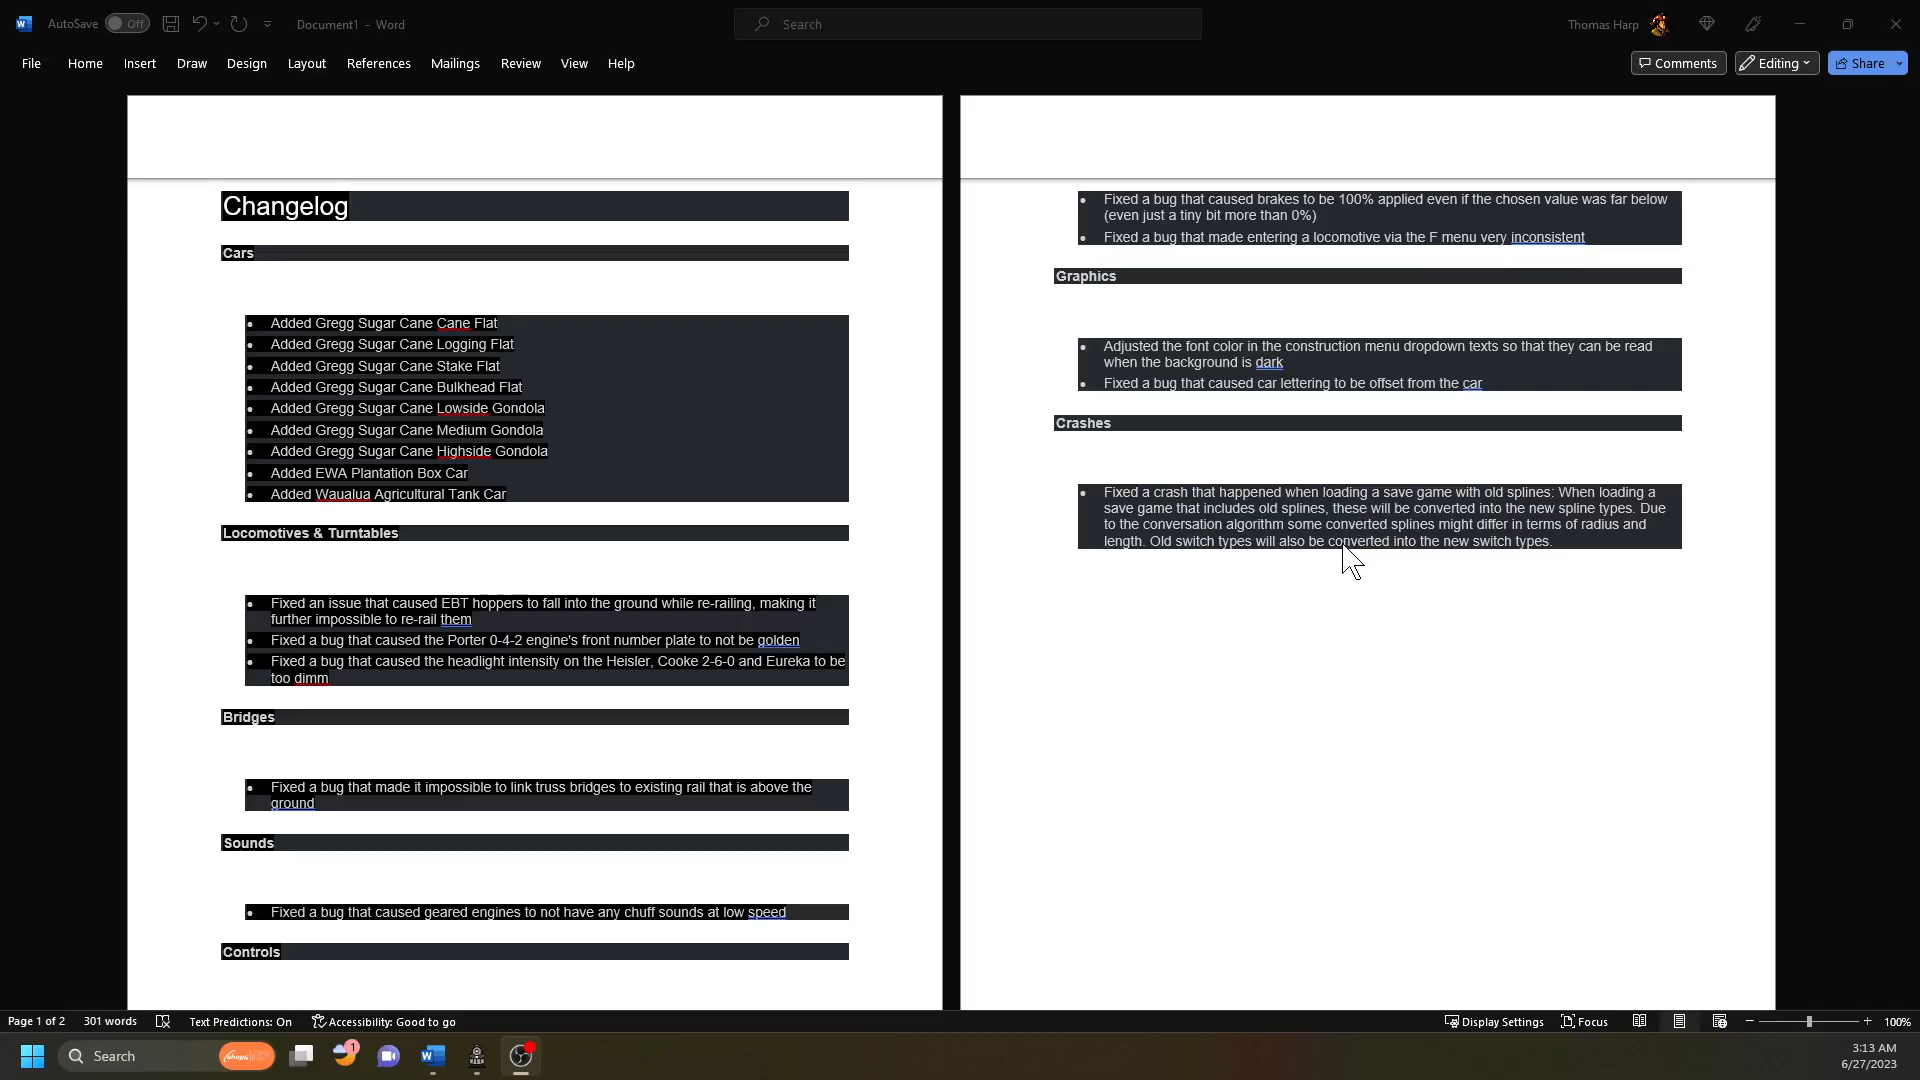 AutoSave Off Document1 - Word Search Thomas Harp
File Home Insert Draw Design Layout References Mailings Review View Help Comments Editing Share
Changelog
Cars
Added Gregg Sugar Cane Cane Flat
Added Gregg Sugar Cane Logging Flat
Added Gregg Sugar Cane Stake Flat
Added Gregg Sugar Cane Bulkhead Flat
Added Gregg Sugar Cane Lowside Gondola
Added Gregg Sugar Cane Medium Gondola
Added Gregg Sugar Cane Highside Gondola
Added EWA Plantation Box Car
Added Waualua Agricultural Tank Car
Locomotives & Turntables
Fixed an issue that caused EBT hoppers to fall into the ground while re-railing, making it
further impossible to re-rail them
Fixed a bug that caused the Porter 0-4-2 engine's front number plate to not be golden
Fixed a bug that caused the headlight intensity on the Heisler, Cooke 2-6-0 and Eureka to be
too dimm
Bridges
Fixed a bug that made it impossible to link truss bridges to existing rail that is above the
ground
Sounds
Fixed a bug that caused geared engines to not have any chuff sounds at low speed
Controls
Fixed a bug that caused brakes to be 100% applied even if the chosen value was far below
(even just a tiny bit more than 0%)
Fixed a bug that made entering a locomotive via the F menu very inconsistent
Graphics
Adjusted the font color in the construction menu dropdown texts so that they can be read
when the background is dark
Fixed a bug that caused car lettering to be offset from the car
Crashes
Fixed a crash that happened when loading a save game with old splines: When loading a
save game that includes old splines, these will be converted into the new spline types. Due
to the conversation algorithm some converted splines might differ in terms of radius and
length. Old switch types will also be converted into the new switch types.
Page 1 of 2 301 words Text Predictions: On Accessibility: Good to go Display Settings Focus 100%
Search 1 3:13 AM
6/27/2023